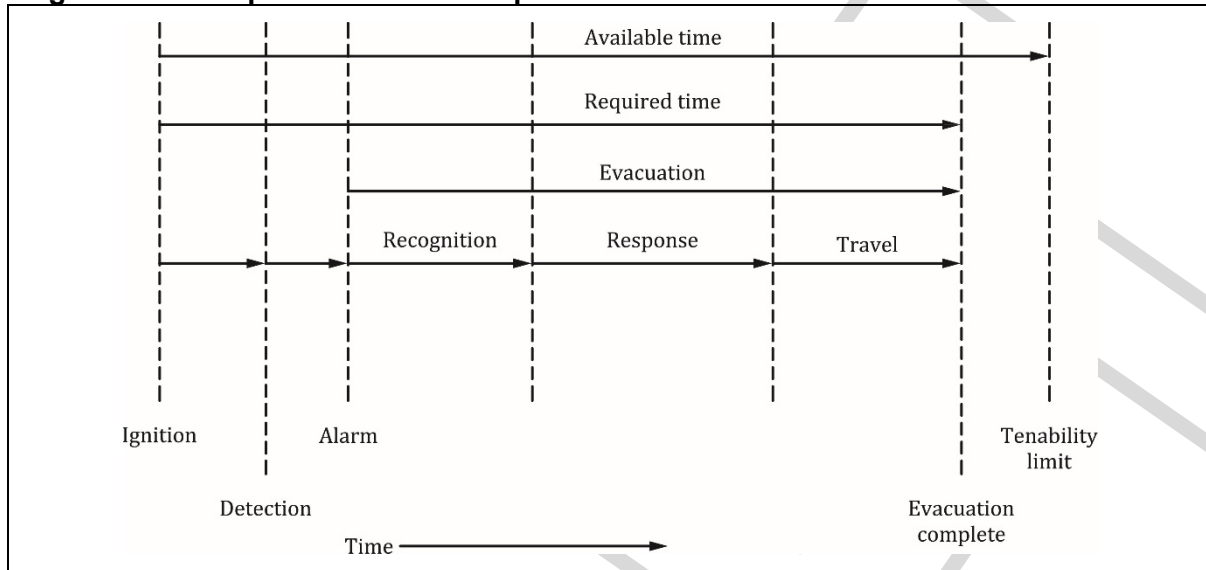 Available time
Required time
Evacuation
Recognition
Response
Travel
Ignition
Alarm
Tenability
limit
Detection
Evacuation
complete
Time